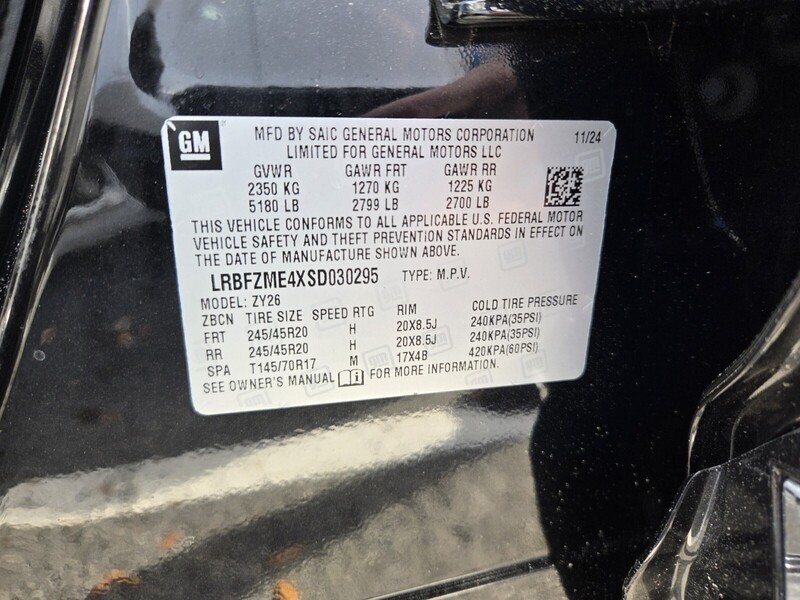 GM
MFD BY SAIC GENERAL MOTORS CORPORATION 11/24
LIMITED FOR GENERAL MOTORS LLC
GVWR GAWR FRT GAWR RR
2350 KG 1270 KG 1225 KG
5180 LB 2799 LB 2700 LB
THIS VEHICLE CONFORMS TO ALL APPLICABLE U.S. FEDERAL MOTOR
VEHICLE SAFETY AND THEFT PREVENTION STANDARDS IN EFFECT ON
THE DATE OF MANUFACTURE SHOWN ABOVE.
LRBFZME4XSD030295 TYPE: M.P.V.
MODEL: ZY26
ZBCN TIRE SIZE SPEED RTG RIM COLD TIRE PRESSURE
FRT 245/45R20 H 20X8.5J 240KPA(35PSI)
RR 245/45R20 H 20X8.5J 240KPA(35PSI)
SPA T145/70R17 M 17X4B 420KPA(60PSI)
SEE OWNER'S MANUAL FOR MORE INFORMATION.